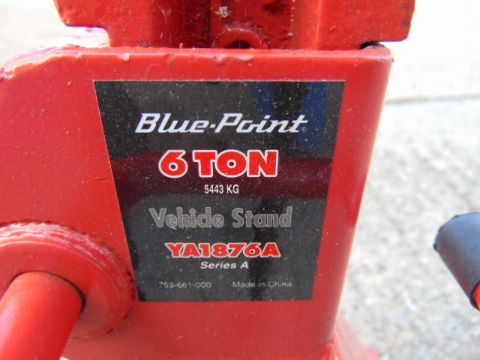 Blue-Point
6 TON
5443 KG
Vehicle Stand
YA1876A
Series A
753-661-000 Made in China